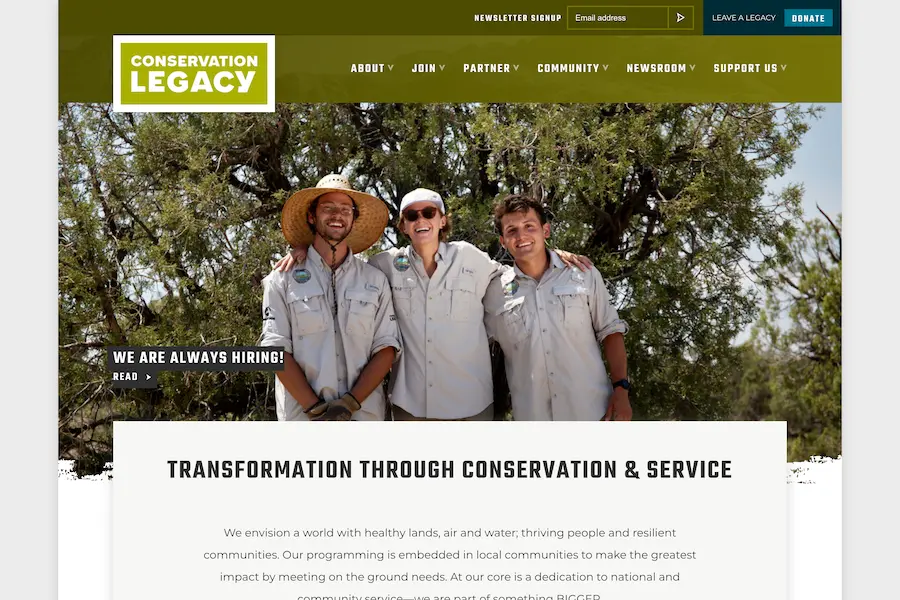 NEWSLETTER SIGNUP
Email address
LEAVE A LEGACY
DONATE
CONSERVATION
LEGACY
ABOUT
JOIN
PARTNER
COMMUNITY
NEWSROOM
SUPPORT US
WE ARE ALWAYS HIRING!
READ
TRANSFORMATION THROUGH CONSERVATION & SERVICE
We envision a world with healthy lands, air and water; thriving people and resilient
communities. Our programming is embedded in local communities to make the greatest
impact by meeting on the ground needs. At our core is a dedication to national and
community service—we are part of something BIGGER.